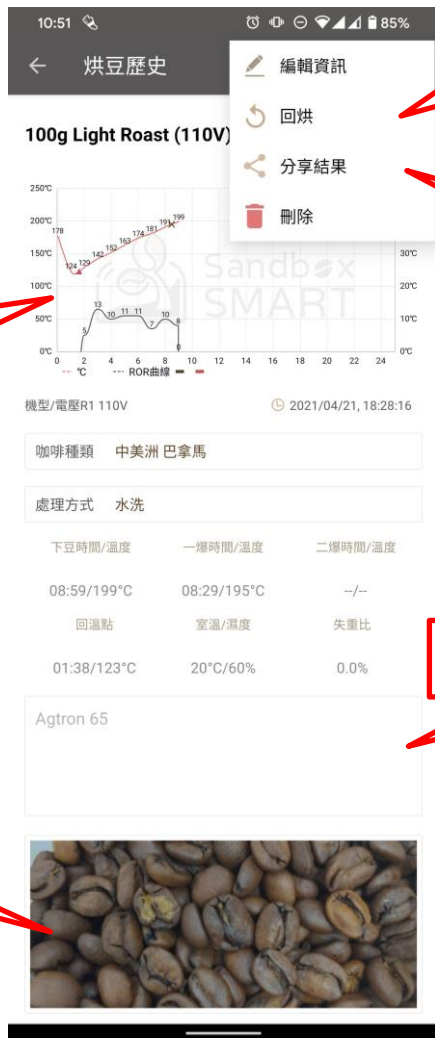 10:51 85%
烘豆歷史
編輯資訊
回烘
分享結果
刪除
100g Light Roast (110V)
250°C
200°C
150°C
100°C
50°C
0°C
30°C
20°C
10°C
0°C
178 124 129 142 152 163 174 181 191 199
5 13 10 11 11 7 10 8 0
Sandbox
SMART
0 2 4 6 8 10 12 14 16 18 20 22 24
°C ROR曲線
機型/電壓R1 110V 2021/04/21, 18:28:16
咖啡種類 中美洲 巴拿馬
處理方式 水洗
下豆時間/溫度 一爆時間/溫度 二爆時間/溫度
08:59/199°C 08:29/195°C --/--
回溫點 室溫/濕度 失重比
01:38/123°C 20°C/60% 0.0%
Agtron 65